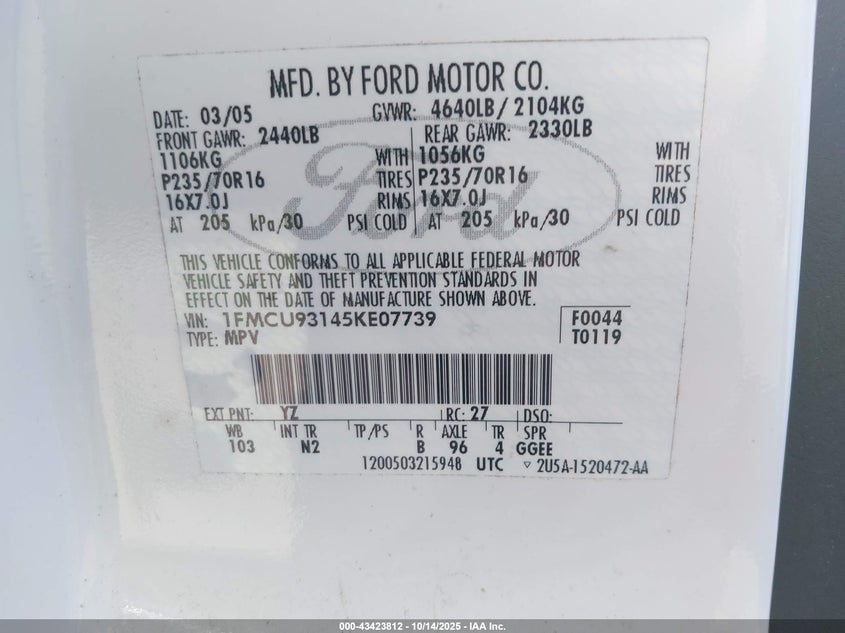 MFD. BY FORD MOTOR CO.
DATE: 03/05 GVWR: 4640LB/ 2104KG
FRONT GAWR: 2440LB REAR GAWR: 2330LB
1106KG WITH 1056KG WITH
P235/70R16 TIRES P235/70R16 TIRES
16X7.0J RIMS 16X7.0J RIMS
AT 205 kPa/30 PSI COLD AT 205 kPa/30 PSI COLD
Ford
THIS VEHICLE CONFORMS TO ALL APPLICABLE FEDERAL MOTOR
VEHICLE SAFETY AND THEFT PREVENTION STANDARDS IN
EFFECT ON THE DATE OF MANUFACTURE SHOWN ABOVE.
VIN: 1FMCU93145KE07739 F0044
TYPE: MPV T0119
EXT PNT: YZ RC: 27 DSO:
WB INT TR TP/PS R AXLE TR SPR
103 N2 B 96 4 GGEE
1200503215948 UTC ▽ 2U5A-1520472-AA
000-43423812 - 10/14/2025 - IAA Inc.